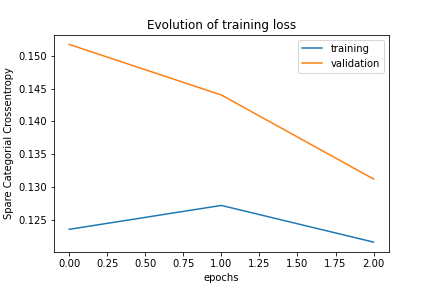 Evolution of training loss
training
validation
Spare Categorial Crossentropy
0.150
0.145
0.140
0.135
0.130
0.125
0.00 0.25 0.50 0.75 1.00 1.25 1.50 1.75 2.00
epochs